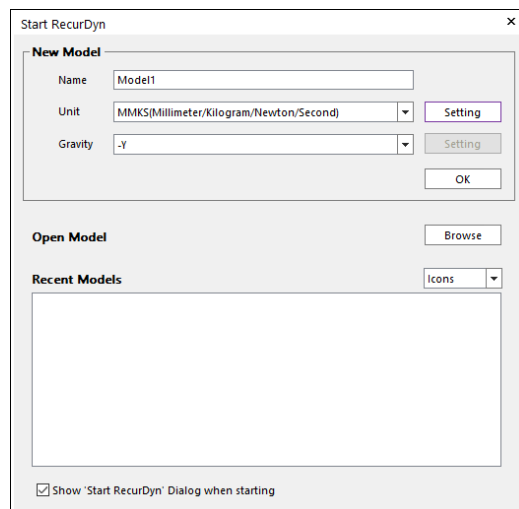 Start RecurDyn
New Model
Name Model1
Unit MMKS(Millimeter/Kilogram/Newton/Second) Setting
Gravity -Y Setting
OK
Open Model Browse
Recent Models Icons
Show 'Start RecurDyn' Dialog when starting